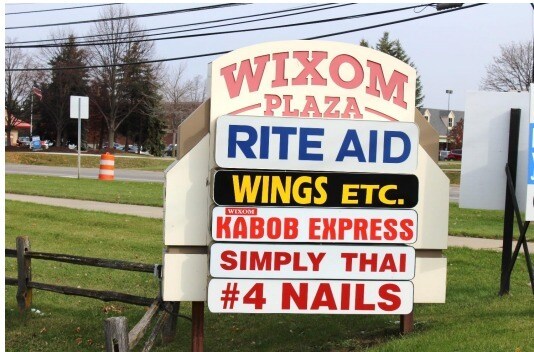 WIXOM
PLAZA
RITE AID
WINGS ETC.
WIXOM
KABOB EXPRESS
SIMPLY THAI
#4 NAILS